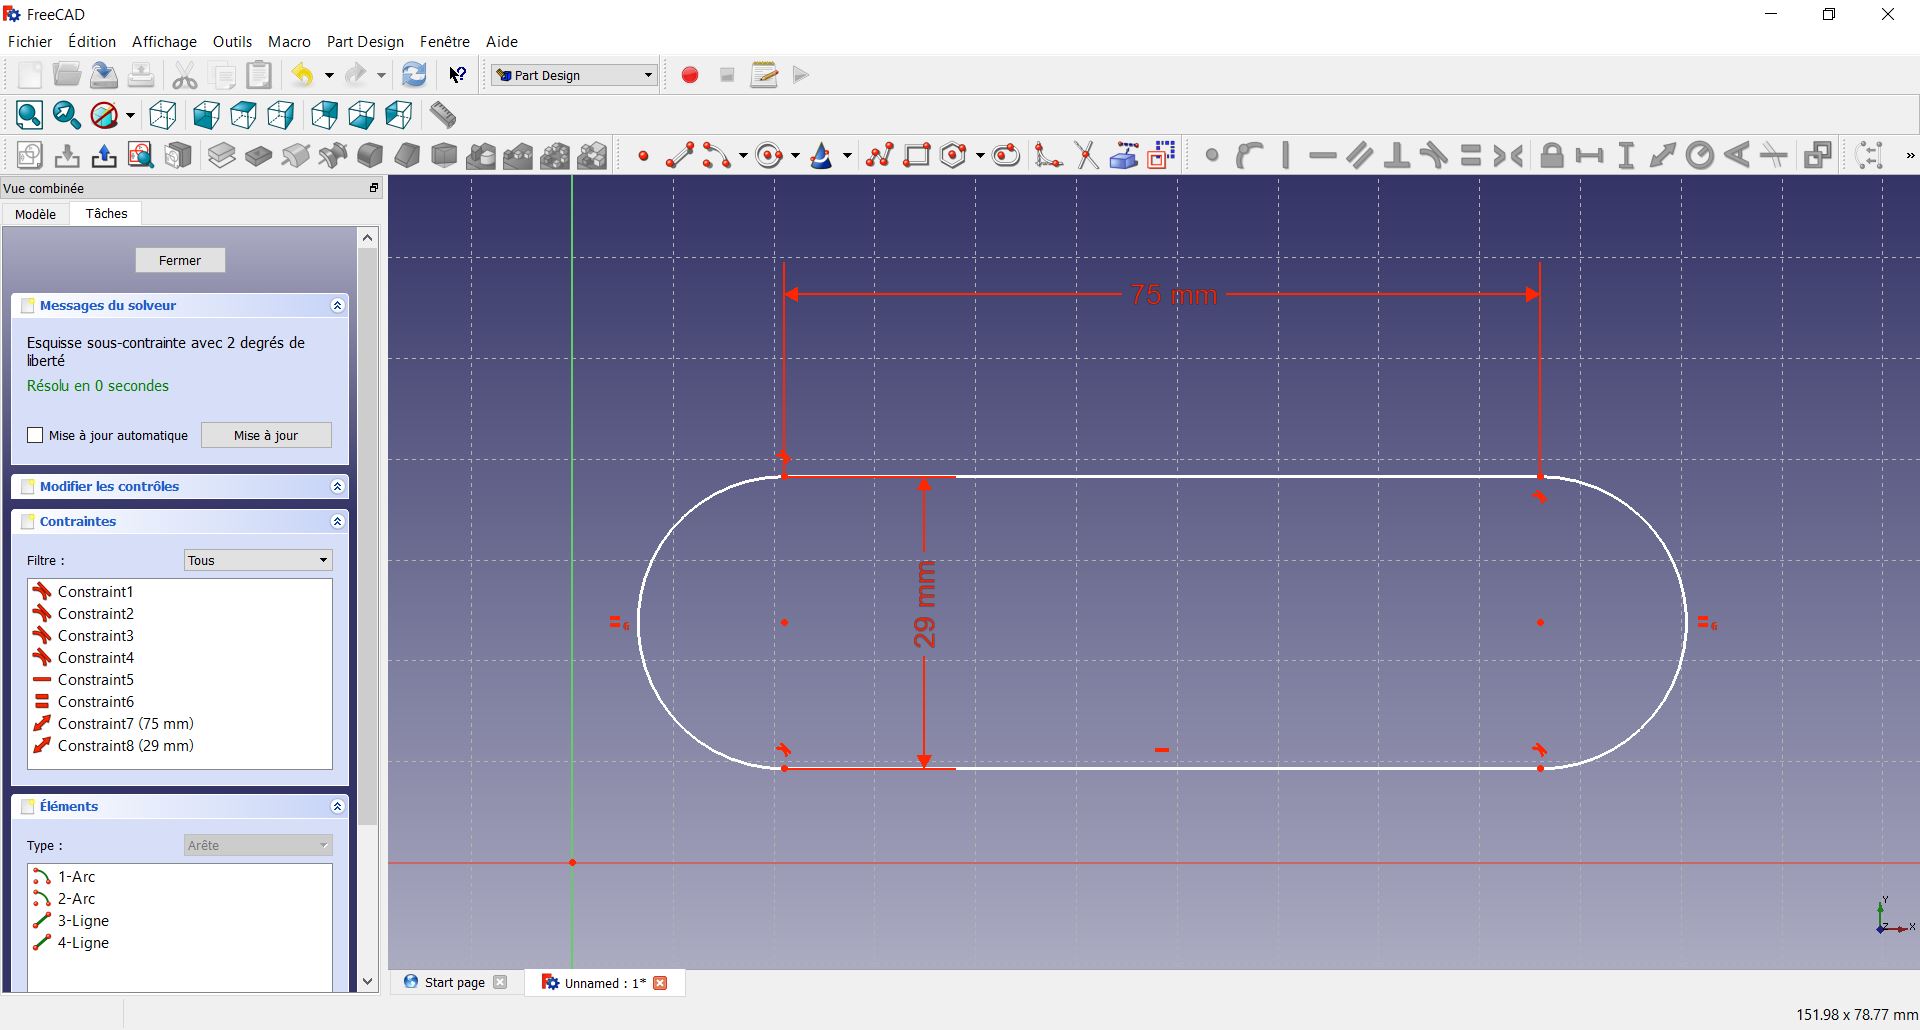 FreeCAD
Fichier Édition Affichage Outils Macro Part Design Fenêtre Aide
Part Design
Vue combinée
Modèle Tâches
Fermer
Messages du solveur
Esquisse sous-contrainte avec 2 degrés de
liberté
Résolu en 0 secondes
Mise à jour automatique Mise à jour
Modifier les contrôles
Contraintes
Filtre : Tous
Constraint1
Constraint2
Constraint3
Constraint4
Constraint5
Constraint6
Constraint7 (75 mm)
Constraint8 (29 mm)
Éléments
Type : Arête
1-Arc
2-Arc
3-Ligne
4-Ligne
75 mm
29 mm
6
6
Y
Z
X
Start page Unnamed : 1*
151.98 x 78.77 mm